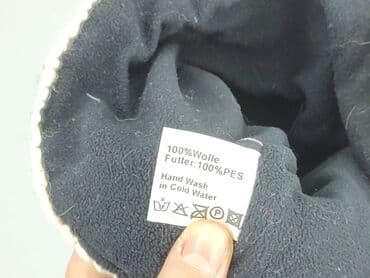 100%Wolle
Futter:100%PES
Hand Wash
in Cold Water